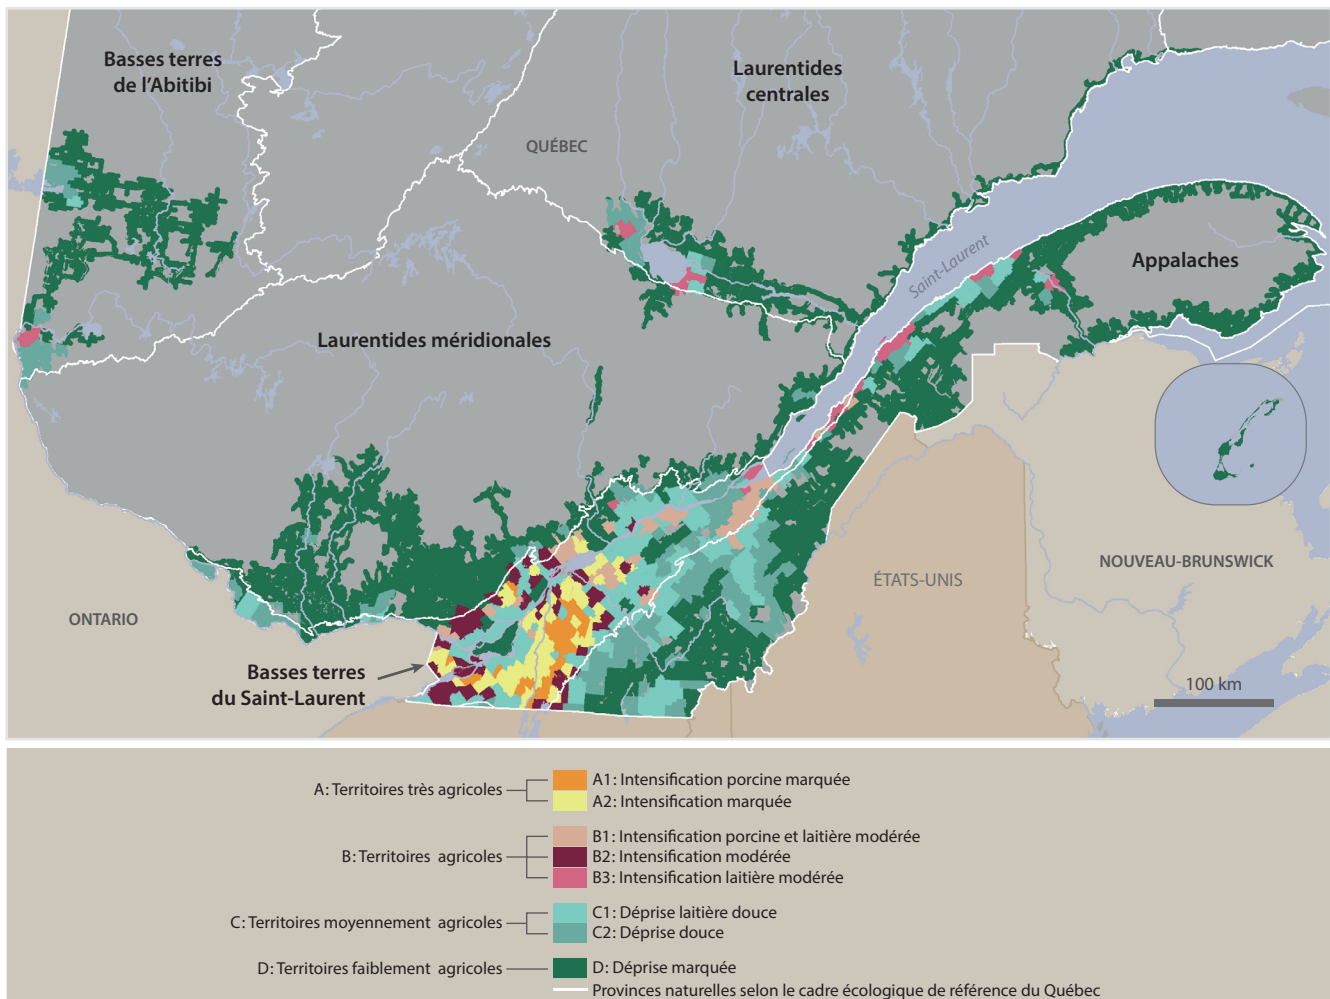 Basses terres
de l'Abitibi
Laurentides
centrales
QUÉBEC
Saint-Laurent
Appalaches
Laurentides méridionales
NOUVEAU-BRUNSWICK
ÉTATS-UNIS
ONTARIO
Basses terres
du Saint-Laurent
100 km
A: Territoires très agricoles
A1: Intensification porcine marquée
A2: Intensification marquée
B: Territoires agricoles
B1: Intensification porcine et laitière modérée
B2: Intensification modérée
B3: Intensification laitière modérée
C: Territoires moyennement agricoles
C1: Déprise laitière douce
C2: Déprise douce
D: Territoires faiblement agricoles
D: Déprise marquée
Provinces naturelles selon le cadre écologique de référence du Québec